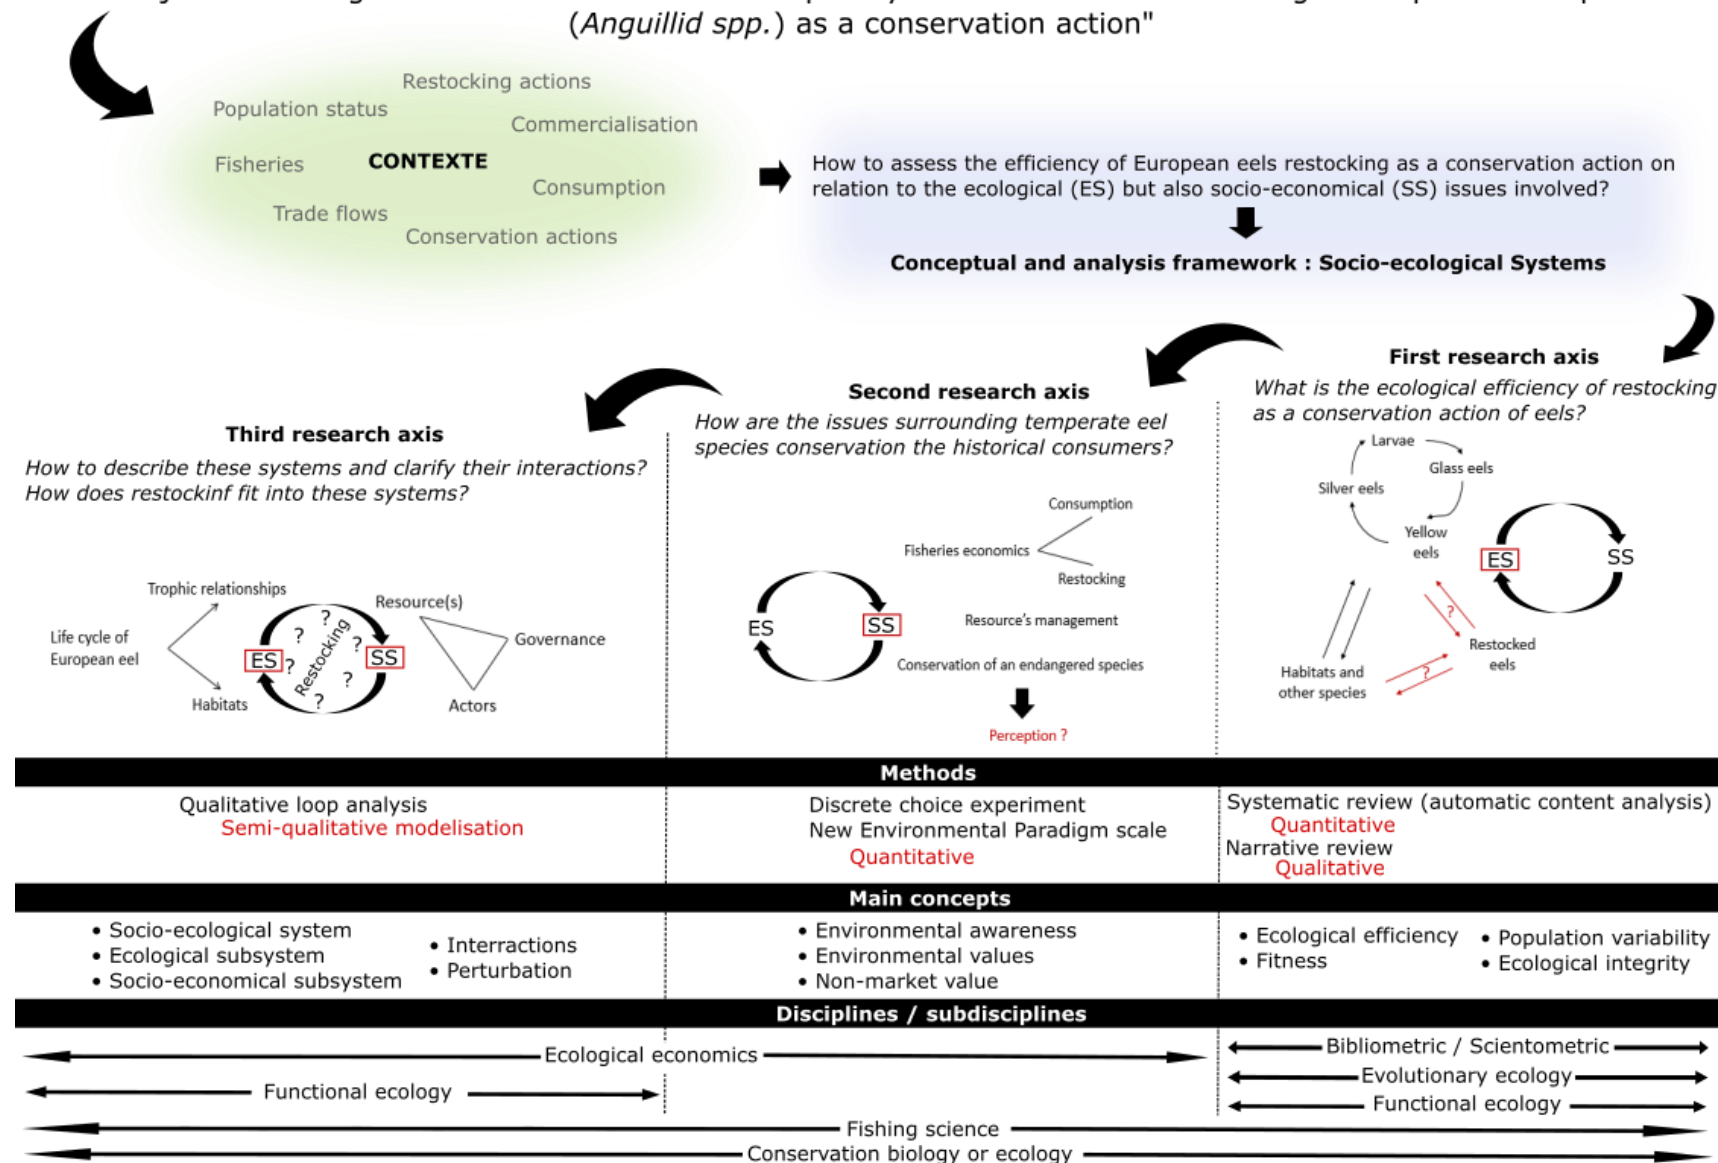 (Anguillid spp.) as a conservation action"
Restocking actions
Population status
Commercialisation
Fisheries
CONTEXTE
Consumption
Trade flows
Conservation actions
How to assess the efficiency of European eels restocking as a conservation action on
relation to the ecological (ES) but also socio-economical (SS) issues involved?
Conceptual and analysis framework : Socio-ecological Systems
First research axis
What is the ecological efficiency of restocking
as a conservation action of eels?
Larvae
Glass eels
Silver eels
Yellow
eels
ES
SS
?
Restocked
eels
Habitats and
other species
?
Second research axis
How are the issues surrounding temperate eel
species conservation the historical consumers?
Consumption
Fisheries economics
Restocking
ES
SS
Resource's management
Conservation of an endangered species
Perception ?
Third research axis
How to describe these systems and clarify their interactions?
How does restockinf fit into these systems?
Trophic relationships
Life cycle of
European eel
Habitats
ES
SS
Restocking
?
?
?
?
?
?
Resource(s)
Governance
Actors
Methods
Qualitative loop analysis
Semi-qualitative modelisation
Discrete choice experiment
New Environmental Paradigm scale
Quantitative
Systematic review (automatic content analysis)
Quantitative
Narrative review
Qualitative
Main concepts
• Socio-ecological system
• Ecological subsystem
• Socio-economical subsystem
• Interractions
• Perturbation
• Environmental awareness
• Environmental values
• Non-market value
• Ecological efficiency
• Fitness
• Population variability
• Ecological integrity
Disciplines / subdisciplines
Ecological economics
Bibliometric / Scientometric
Evolutionary ecology
Functional ecology
Functional ecology
Fishing science
Conservation biology or ecology